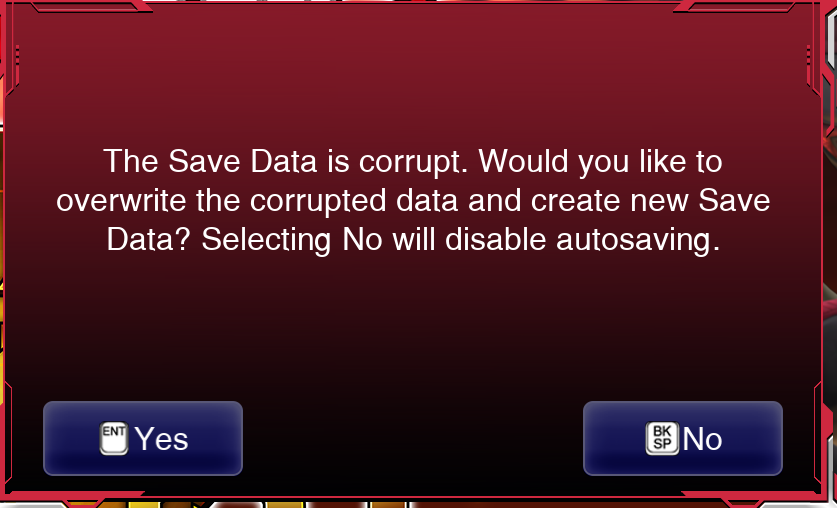 The Save Data is corrupt. Would you like to
overwrite the corrupted data and create new Save
Data? Selecting No will disable autosaving.
ENT Yes
BK SP No